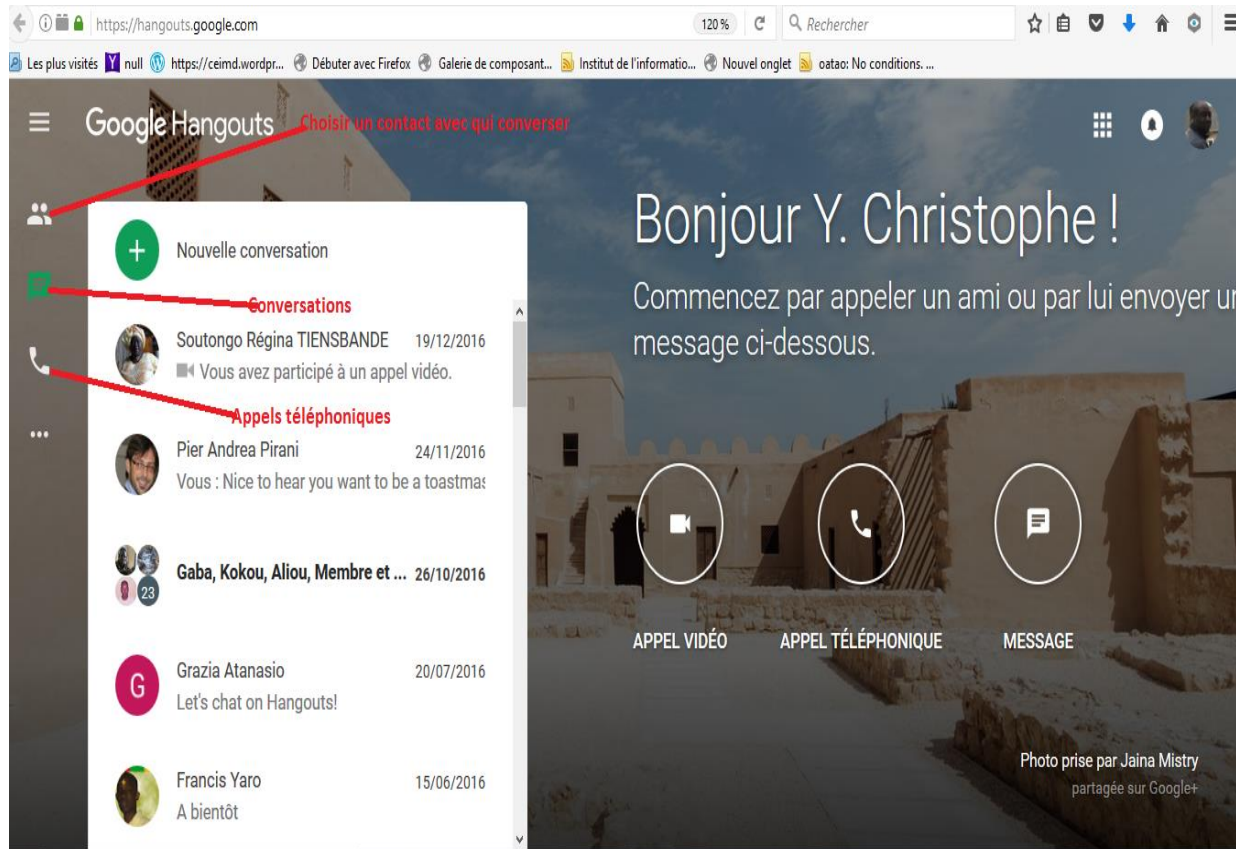 https://hangouts.google.com
120 %
Rechercher
Les plus visités
null
https://ceimd.wordpr...
Débuter avec Firefox
Galerie de composant...
Institut de l'informatio...
Nouvel onglet
oatao: No conditions. ...
Google Hangouts
Choisir un contact avec qui converser
Nouvelle conversation
Conversations
Soutongo Régina TIENSBANDE 19/12/2016
Vous avez participé à un appel vidéo.
Appels téléphoniques
Pier Andrea Pirani 24/11/2016
Vous : Nice to hear you want to be a toastmas
23
Gaba, Kokou, Aliou, Membre et ... 26/10/2016
G
Grazia Atanasio 20/07/2016
Let's chat on Hangouts!
Francis Yaro 15/06/2016
A bientôt
Bonjour Y. Christophe !
Commencez par appeler un ami ou par lui envoyer un
message ci-dessous.
APPEL VIDÉO
APPEL TÉLÉPHONIQUE
MESSAGE
Photo prise par Jaina Mistry
partagée sur Google+